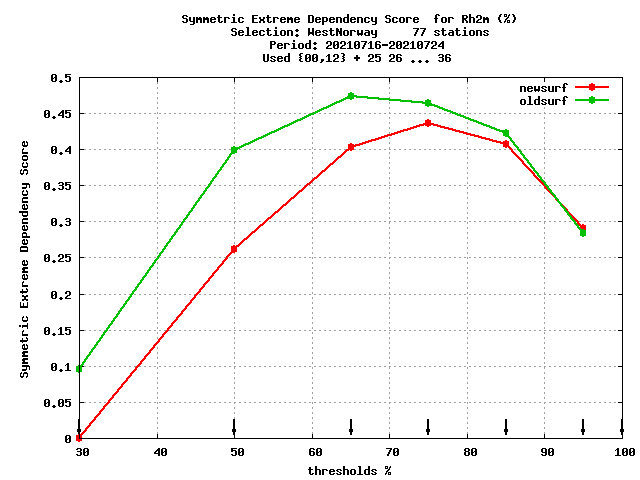 Symmetric Extreme Dependency Score  for Rh2m (%)
Selection: WestNorway     77 stations
Period: 20210716-20210724
Used {00,12} + 25 26 ... 36
newsurf
oldsurf
Symmetric Extreme Dependency Score
0.5
0.45
0.4
0.35
0.3
0.25
0.2
0.15
0.1
0.05
0
30 40 50 60 70 80 90 100
thresholds %